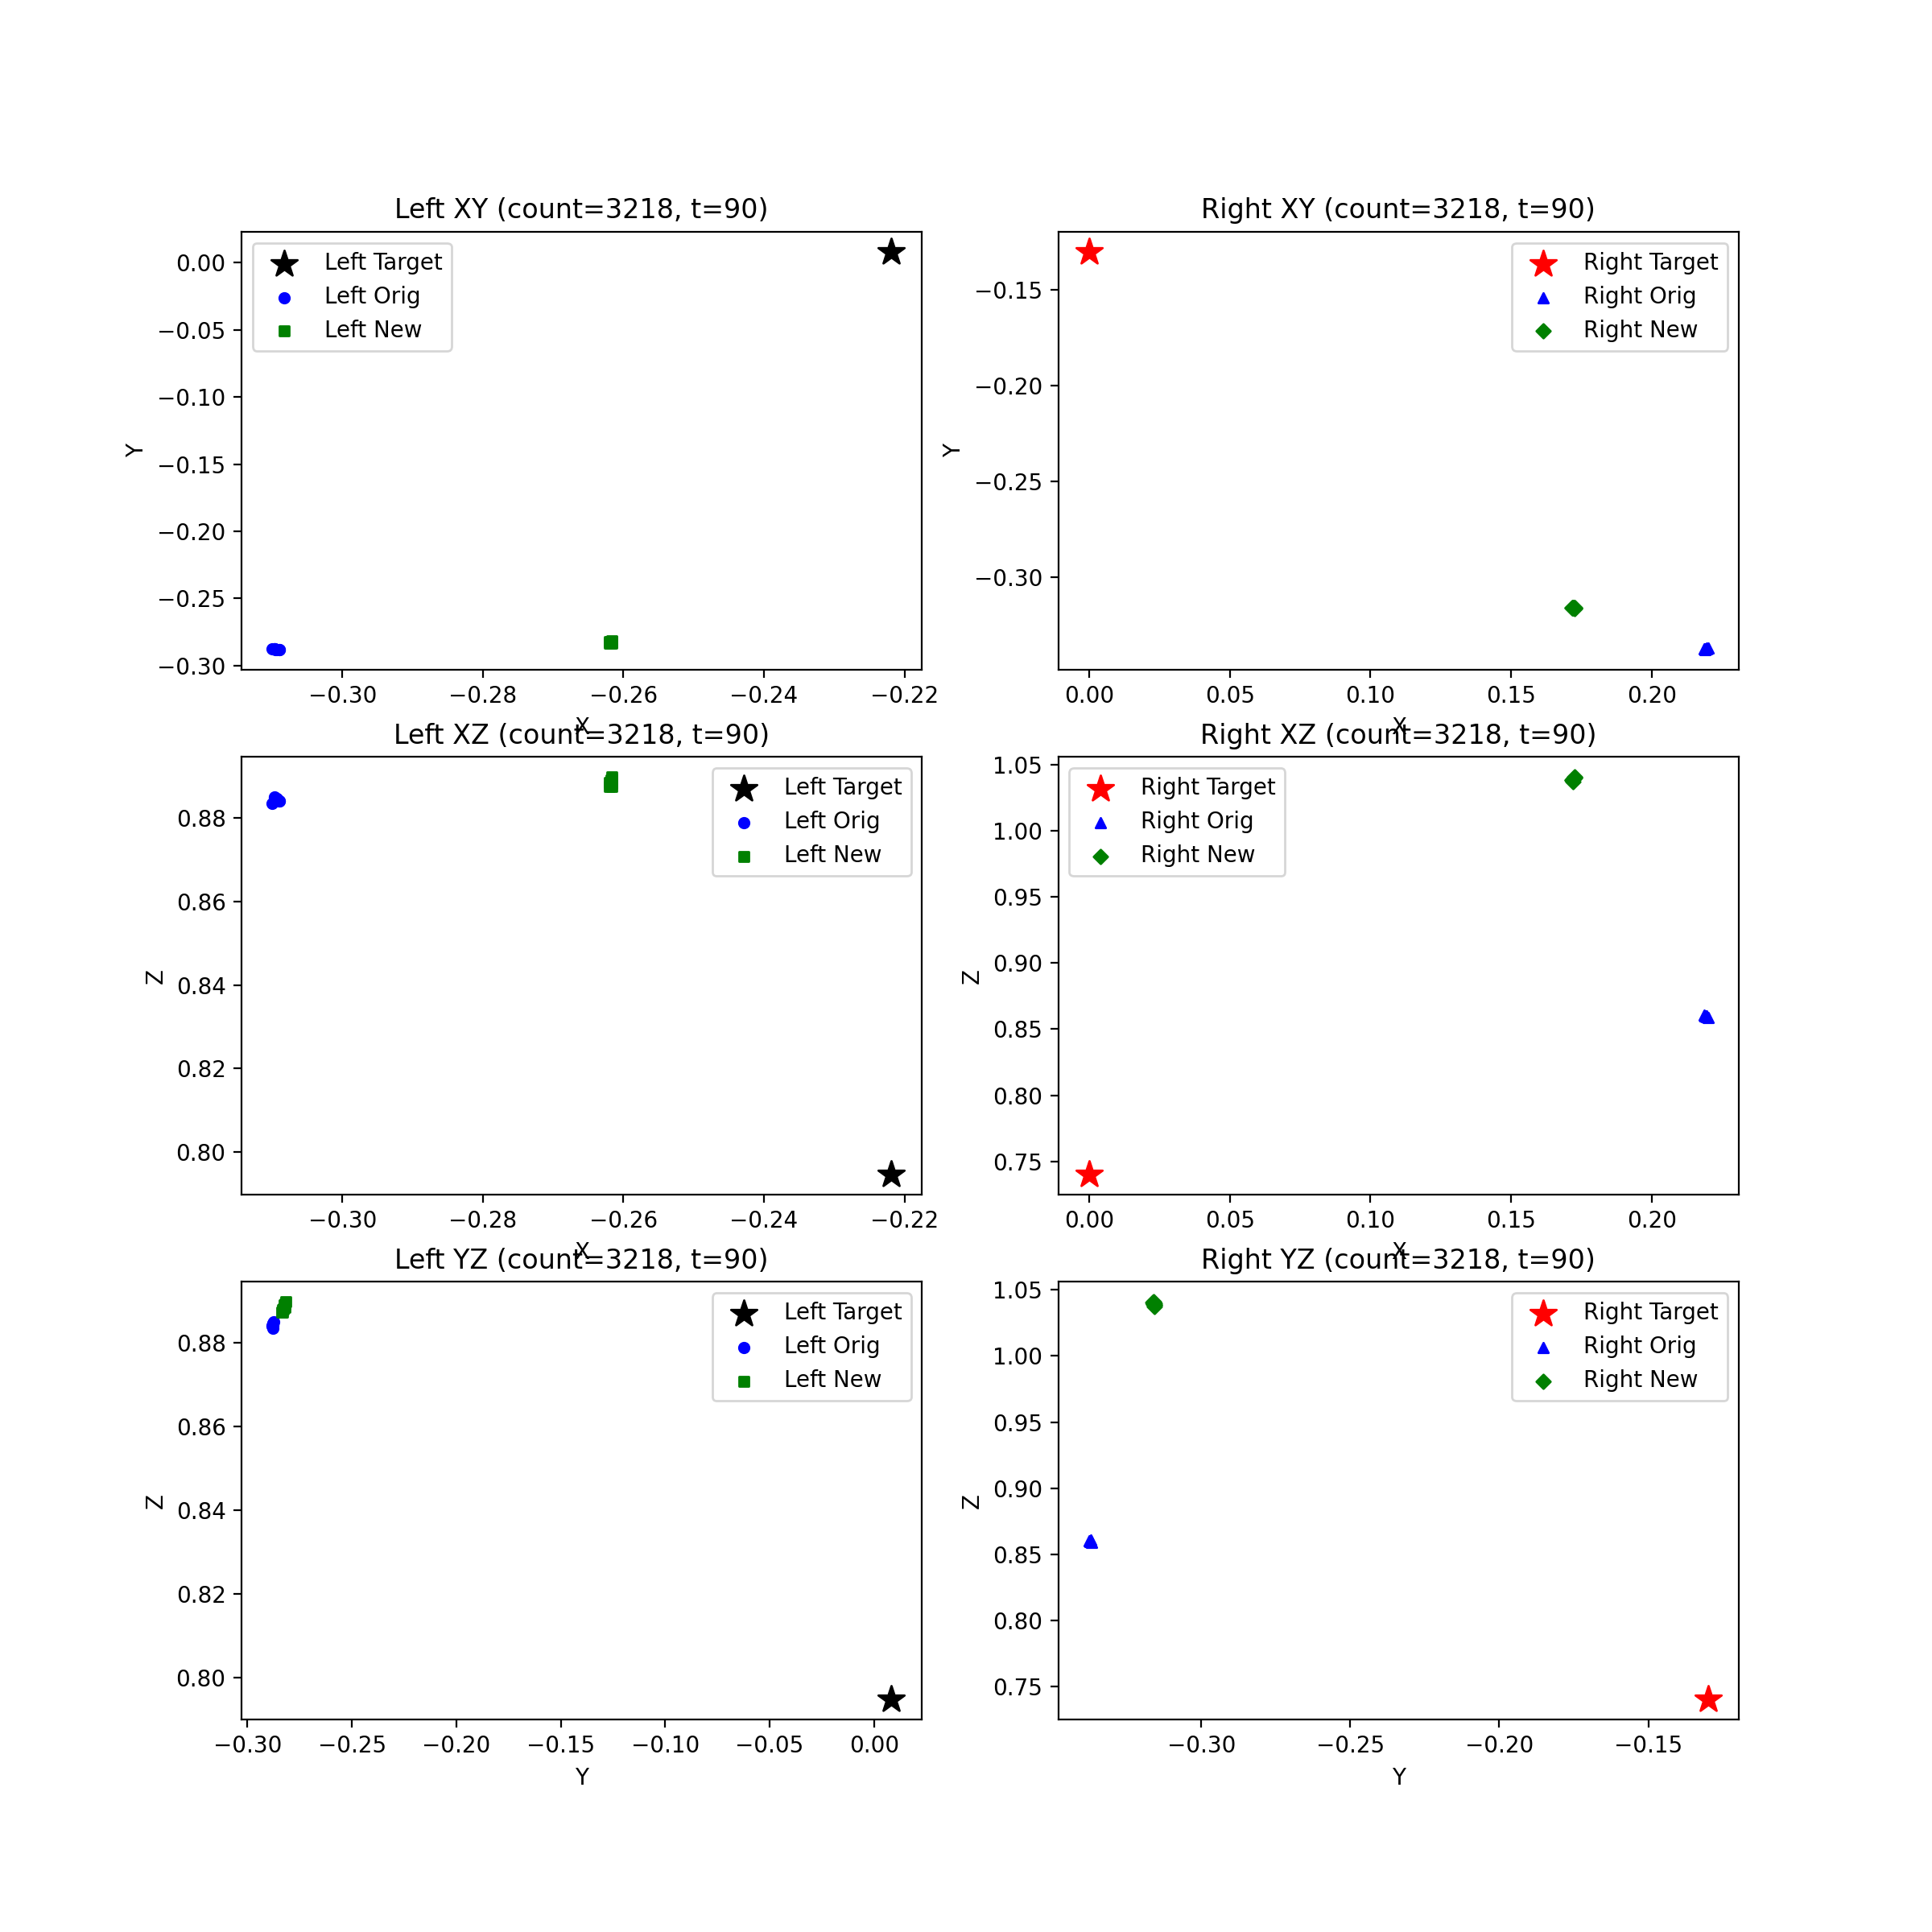 Left XY (count=3218, t=90)
Left Target
Left Orig
Left New
Y
0.00
−0.05
−0.10
−0.15
−0.20
−0.25
−0.30
−0.30 −0.28 −0.26 −0.24 −0.22
X
Right XY (count=3218, t=90)
Right Target
Right Orig
Right New
Y
−0.15
−0.20
−0.25
−0.30
0.00 0.05 0.10 0.15 0.20
X
Left XZ (count=3218, t=90)
Left Target
Left Orig
Left New
Z
0.88
0.86
0.84
0.82
0.80
−0.30 −0.28 −0.26 −0.24 −0.22
X
Right XZ (count=3218, t=90)
Right Target
Right Orig
Right New
Z
1.05
1.00
0.95
0.90
0.85
0.80
0.75
0.00 0.05 0.10 0.15 0.20
X
Left YZ (count=3218, t=90)
Left Target
Left Orig
Left New
Z
0.88
0.86
0.84
0.82
0.80
−0.30 −0.25 −0.20 −0.15 −0.10 −0.05 0.00
Y
Right YZ (count=3218, t=90)
Right Target
Right Orig
Right New
Z
1.05
1.00
0.95
0.90
0.85
0.80
0.75
−0.30 −0.25 −0.20 −0.15
Y